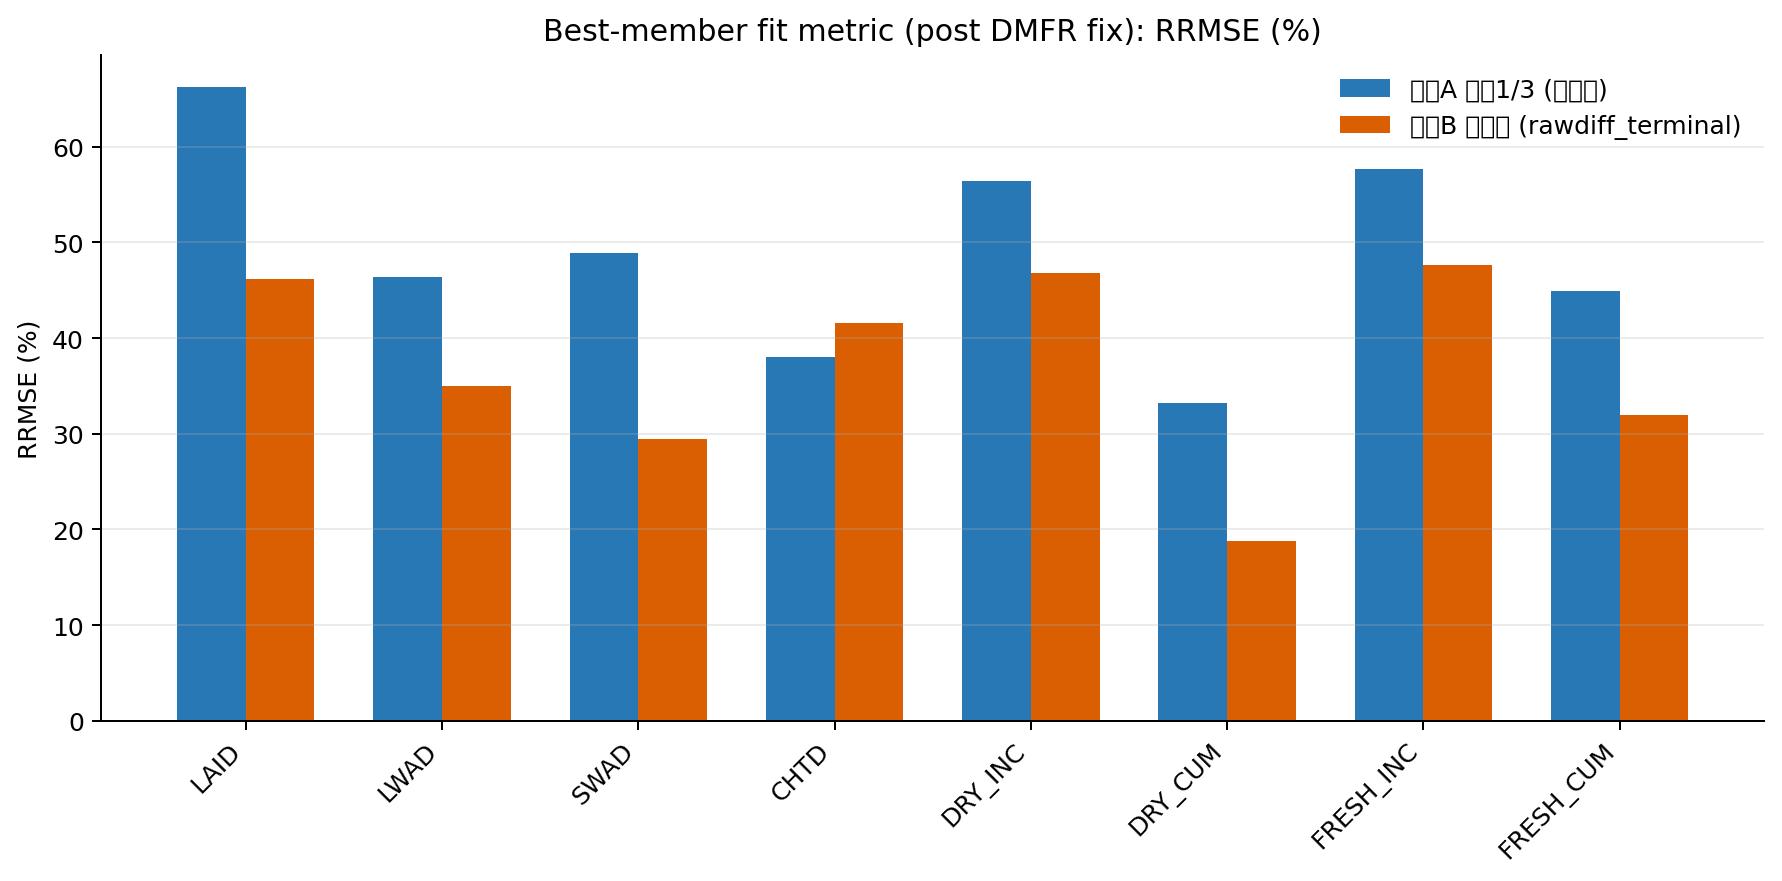 Best-member fit metric (post DMFR fix): RRMSE (%)
A 1/3
B (rawdiff_terminal)
RRMSE (%)
60
50
40
30
20
10
0
LAID
LWAD
SWAD
CHTD
DRY_INC
DRY_CUM
FRESH_INC
FRESH_CUM